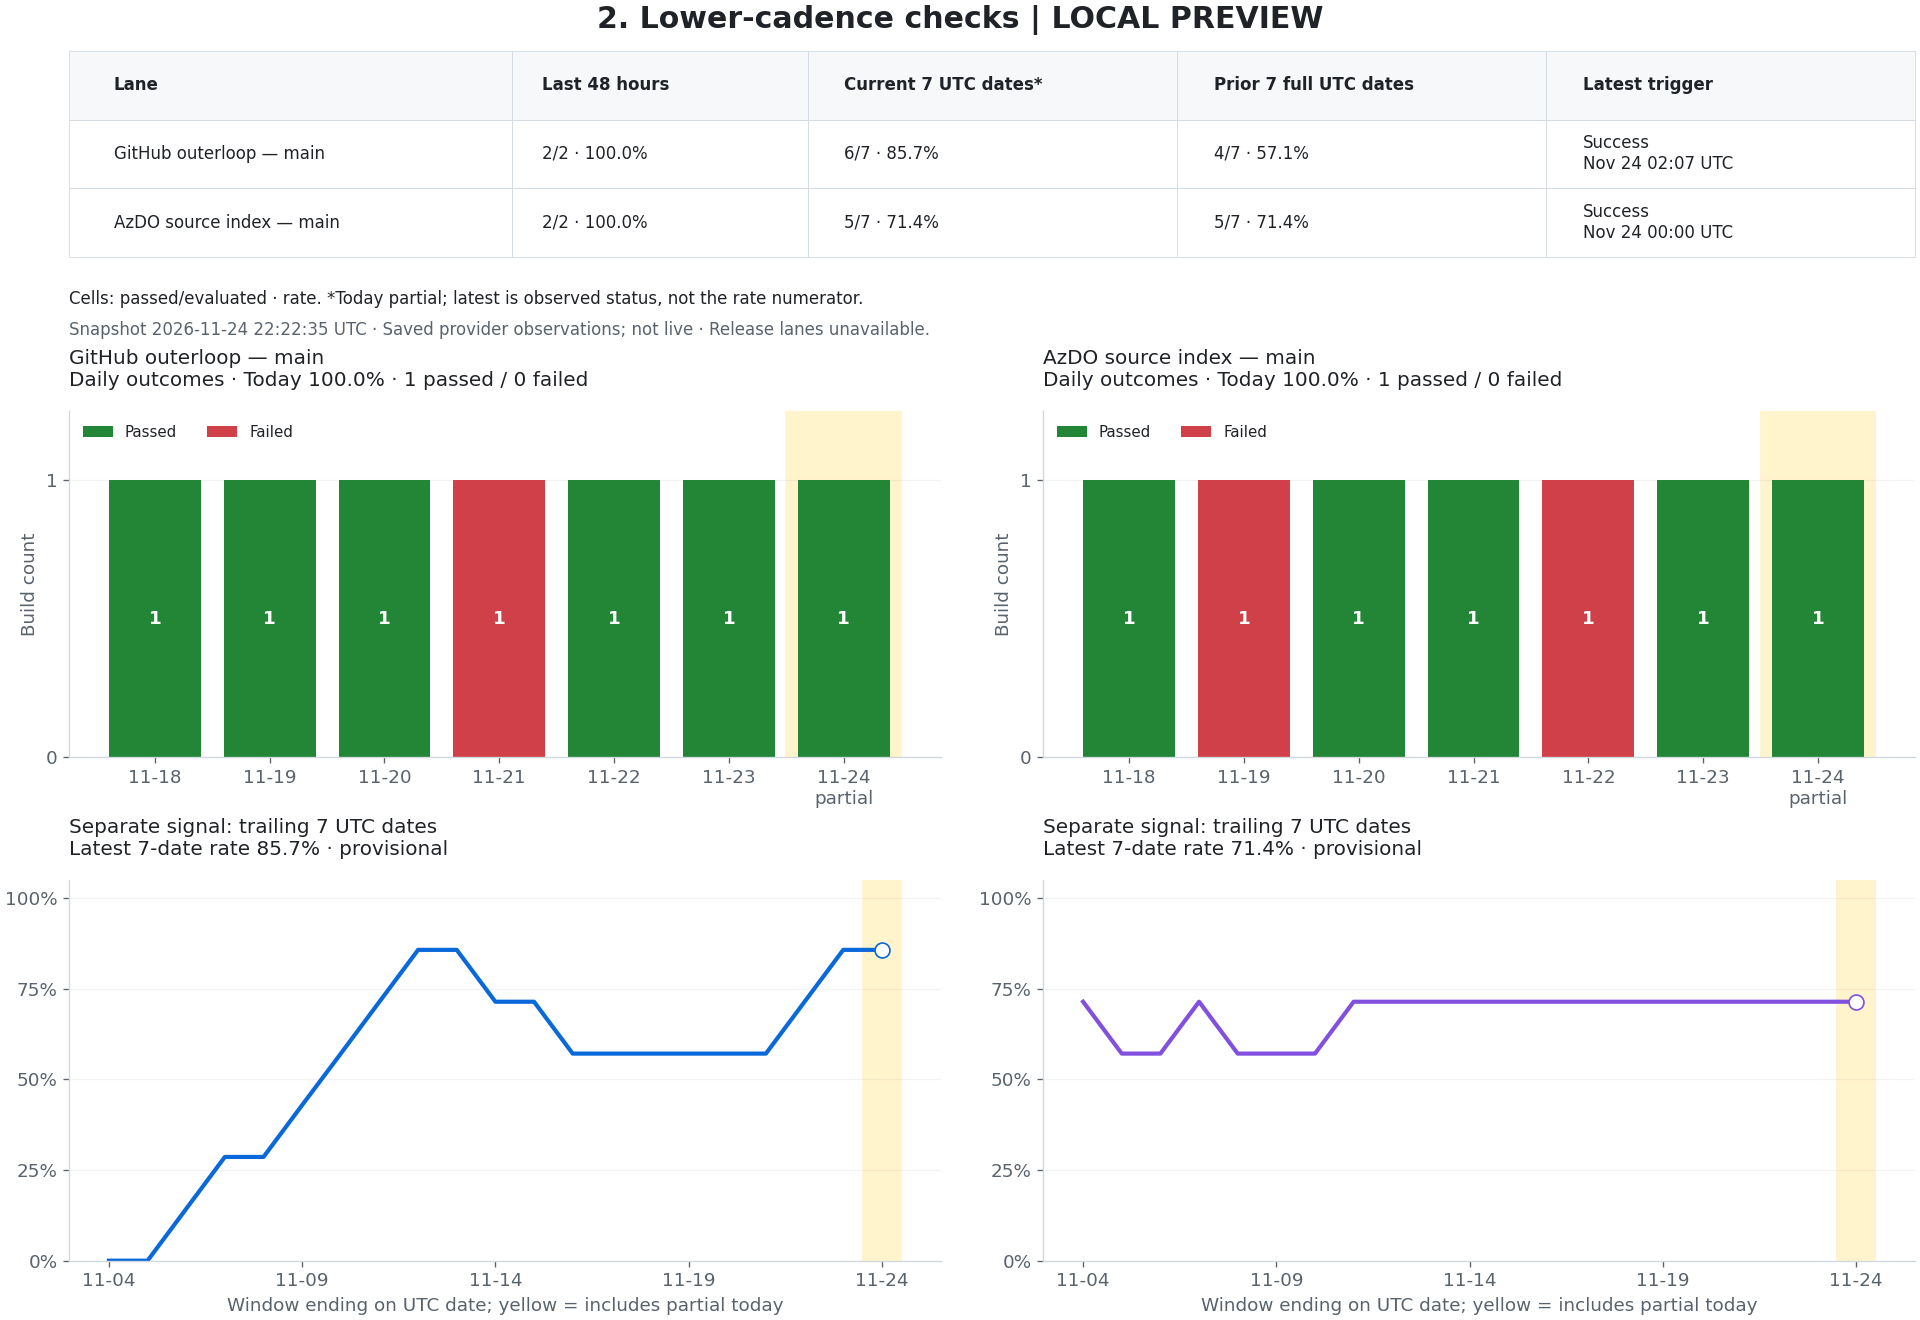 2. Lower-cadence checks | LOCAL PREVIEW
Lane Last 48 hours Current 7 UTC dates* Prior 7 full UTC dates Latest trigger
GitHub outerloop — main 2/2 · 100.0% 6/7 · 85.7% 4/7 · 57.1% Success
Nov 24 02:07 UTC
AzDO source index — main 2/2 · 100.0% 5/7 · 71.4% 5/7 · 71.4% Success
Nov 24 00:00 UTC
Cells: passed/evaluated · rate. *Today partial; latest is observed status, not the rate numerator.
Snapshot 2026-11-24 22:22:35 UTC · Saved provider observations; not live · Release lanes unavailable.
GitHub outerloop — main
Daily outcomes · Today 100.0% · 1 passed / 0 failed
Passed Failed
Build count
1
0
1 1 1 1 1 1 1
11-18 11-19 11-20 11-21 11-22 11-23 11-24
partial
AzDO source index — main
Daily outcomes · Today 100.0% · 1 passed / 0 failed
Passed Failed
Build count
1
0
1 1 1 1 1 1 1
11-18 11-19 11-20 11-21 11-22 11-23 11-24
partial
Separate signal: trailing 7 UTC dates
Latest 7-date rate 85.7% · provisional
100%
75%
50%
25%
0%
11-04 11-09 11-14 11-19 11-24
Window ending on UTC date; yellow = includes partial today
Separate signal: trailing 7 UTC dates
Latest 7-date rate 71.4% · provisional
100%
75%
50%
25%
0%
11-04 11-09 11-14 11-19 11-24
Window ending on UTC date; yellow = includes partial today